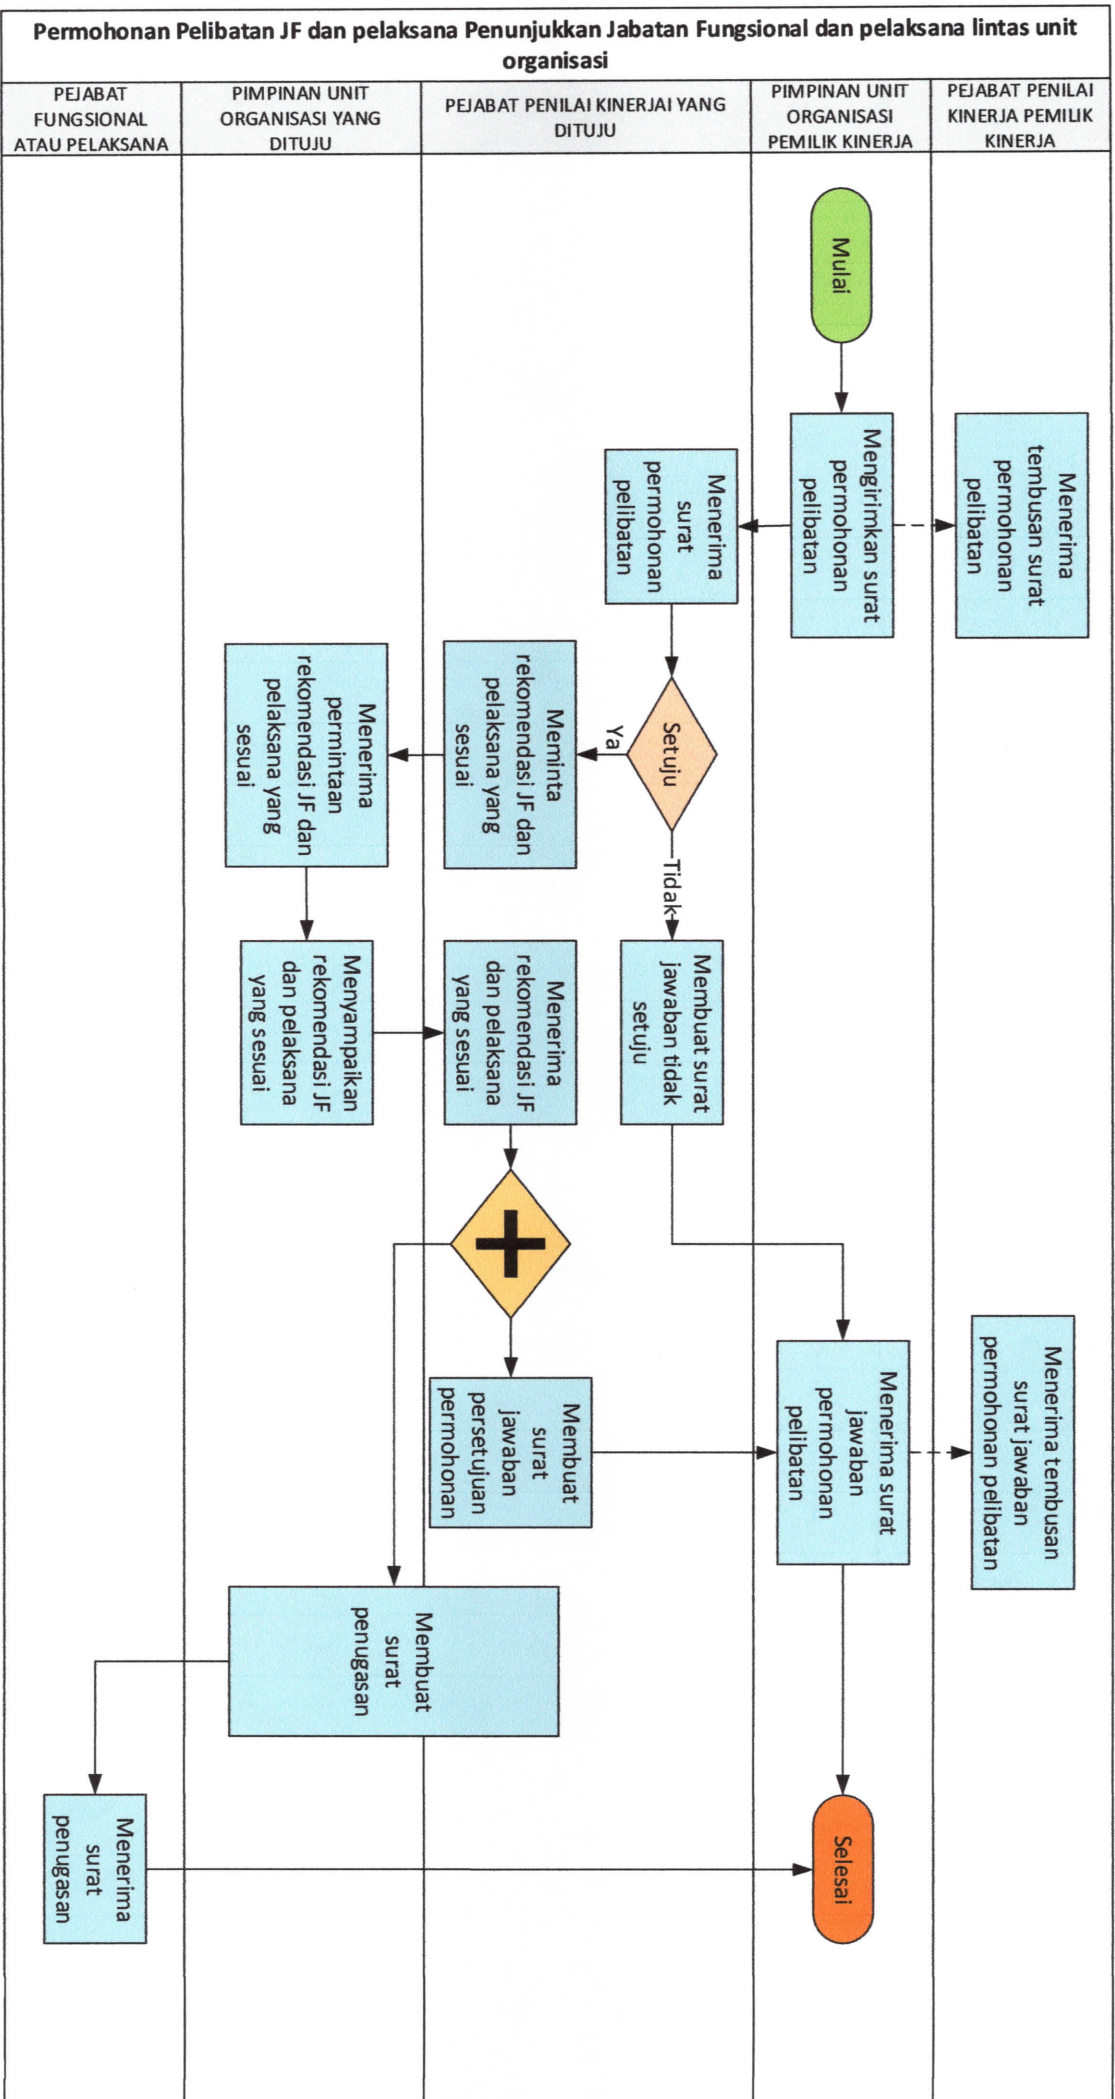 Permohonan Pelibatan JF dan pelaksana Penunjukkan Jabatan Fungsional dan pelaksana lintas unit
organisasi
PEJABAT
FUNGSIONAL
ATAU PELAKSANA
PIMPINAN UNIT
ORGANISASI YANG
DITUJU
PEJABAT PENILAI KINERJAI YANG
DITUJU
PIMPINAN UNIT
ORGANISASI
PEMILIK KINERJA
PEJABAT PENILAI
KINERJA PEMILIK
KINERJA
Mulai
Mengirimkan surat
permohonan
pelibatan
Menerima
tembusan surat
permohonan
pelibatan
Menerima
surat
permohonan
pelibatan
Setuju
Ya
Tidak
Meminta
rekomendasi JF dan
pelaksana yang
sesuai
Menerima
permintaan
rekomendasi JF dan
pelaksana yang
sesuai
Menyampaikan
rekomendasi JF
dan pelaksana
yang sesuai
Menerima
rekomendasi JF
dan pelaksana
yang sesuai
Membuat surat
jawaban tidak
setuju
Membuat
surat
jawaban
persetujuan
permohonan
Menerima surat
jawaban
permohonan
pelibatan
Menerima tembusan
surat jawaban
permohonan pelibatan
Membuat
surat
penugasan
Menerima
surat
penugasan
Selesai